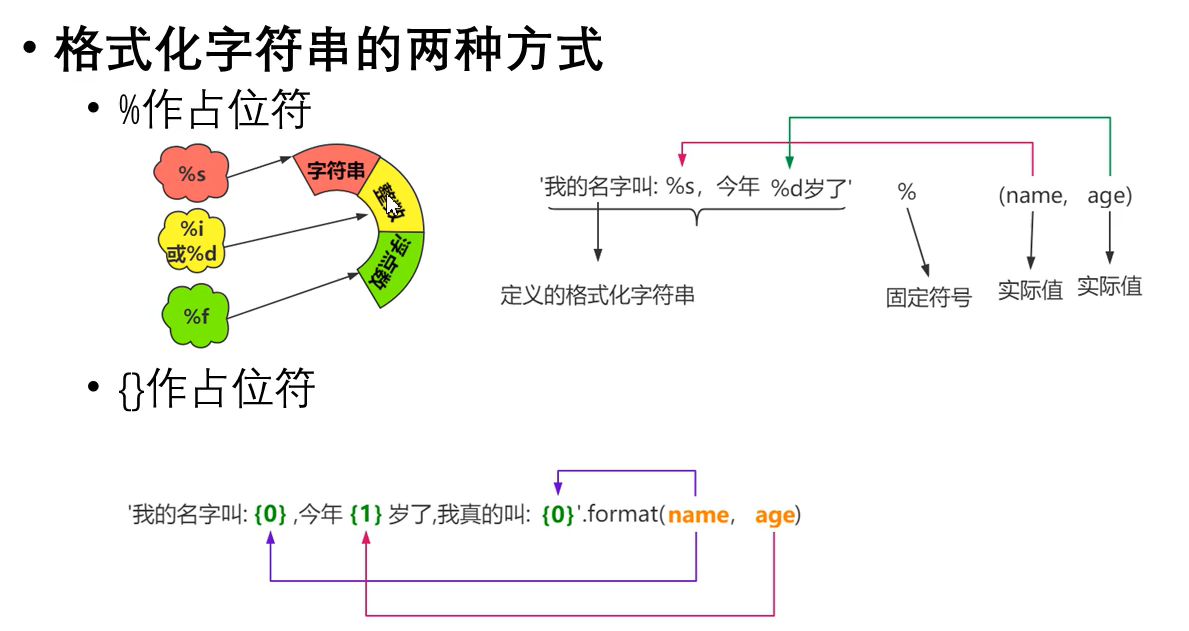 • 格式化字符串的两种方式
• %作占位符
%s
字符串
%i
或%d
整数
%f
浮点数
'我的名字叫: %s，今年 %d岁了' % (name, age)
定义的格式化字符串
固定符号
实际值
实际值
• {}作占位符
'我的名字叫: {0} ,今年 {1} 岁了,我真的叫: {0}'.format(name, age)